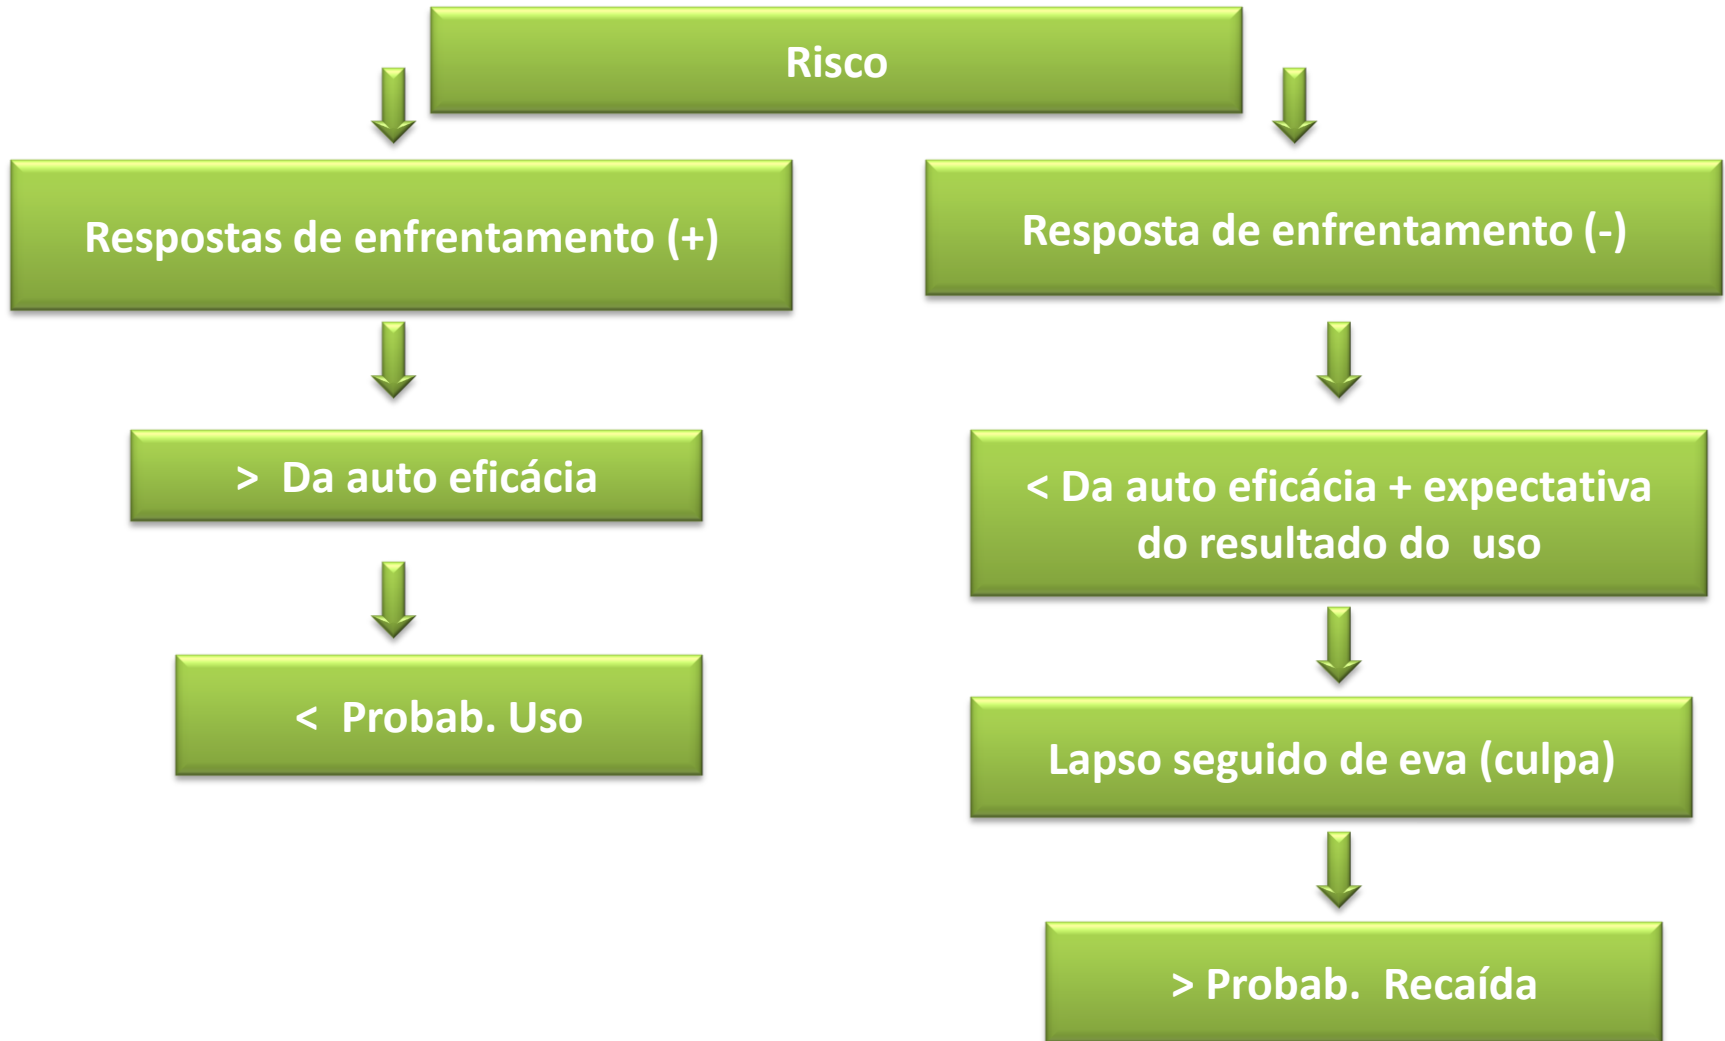 Risco
Respostas de enfrentamento (+)
Resposta de enfrentamento (-)
> Da auto eficácia
< Da auto eficácia + expectativa
do resultado do uso
< Probab. Uso
Lapso seguido de eva (culpa)
> Probab. Recaída